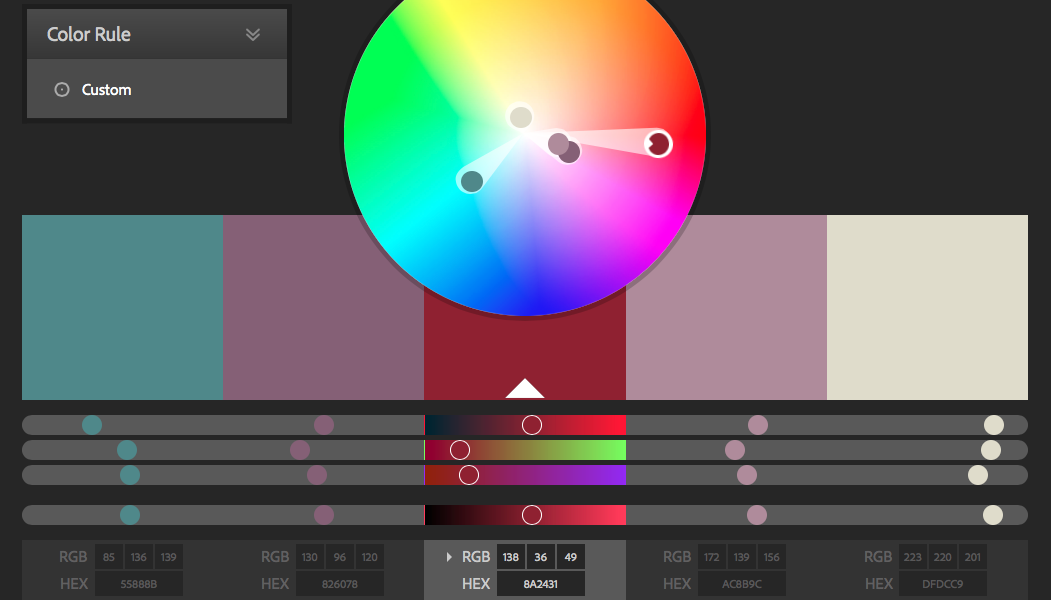 Color Rule
Custom
RGB 85 136 139
HEX 55888B
RGB 130 96 120
HEX 826078
RGB 138 36 49
HEX 8A2431
RGB 172 139 156
HEX AC8B9C
RGB 223 220 201
HEX DFDCC9